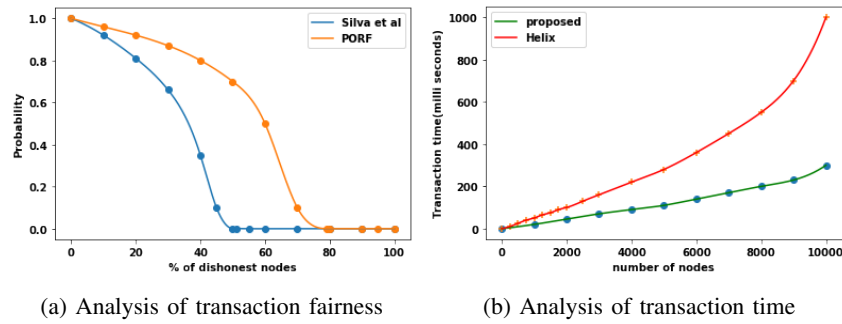 Silva et al
PORF
1.0
0.8
0.6
0.4
0.2
0.0
Probability
0
20
40
60
80
100
% of dishonest nodes
(a) Analysis of transaction fairness
proposed
Helix
1000
800
600
400
200
0
Transaction time(milli seconds)
0
2000
4000
6000
8000
10000
number of nodes
(b) Analysis of transaction time